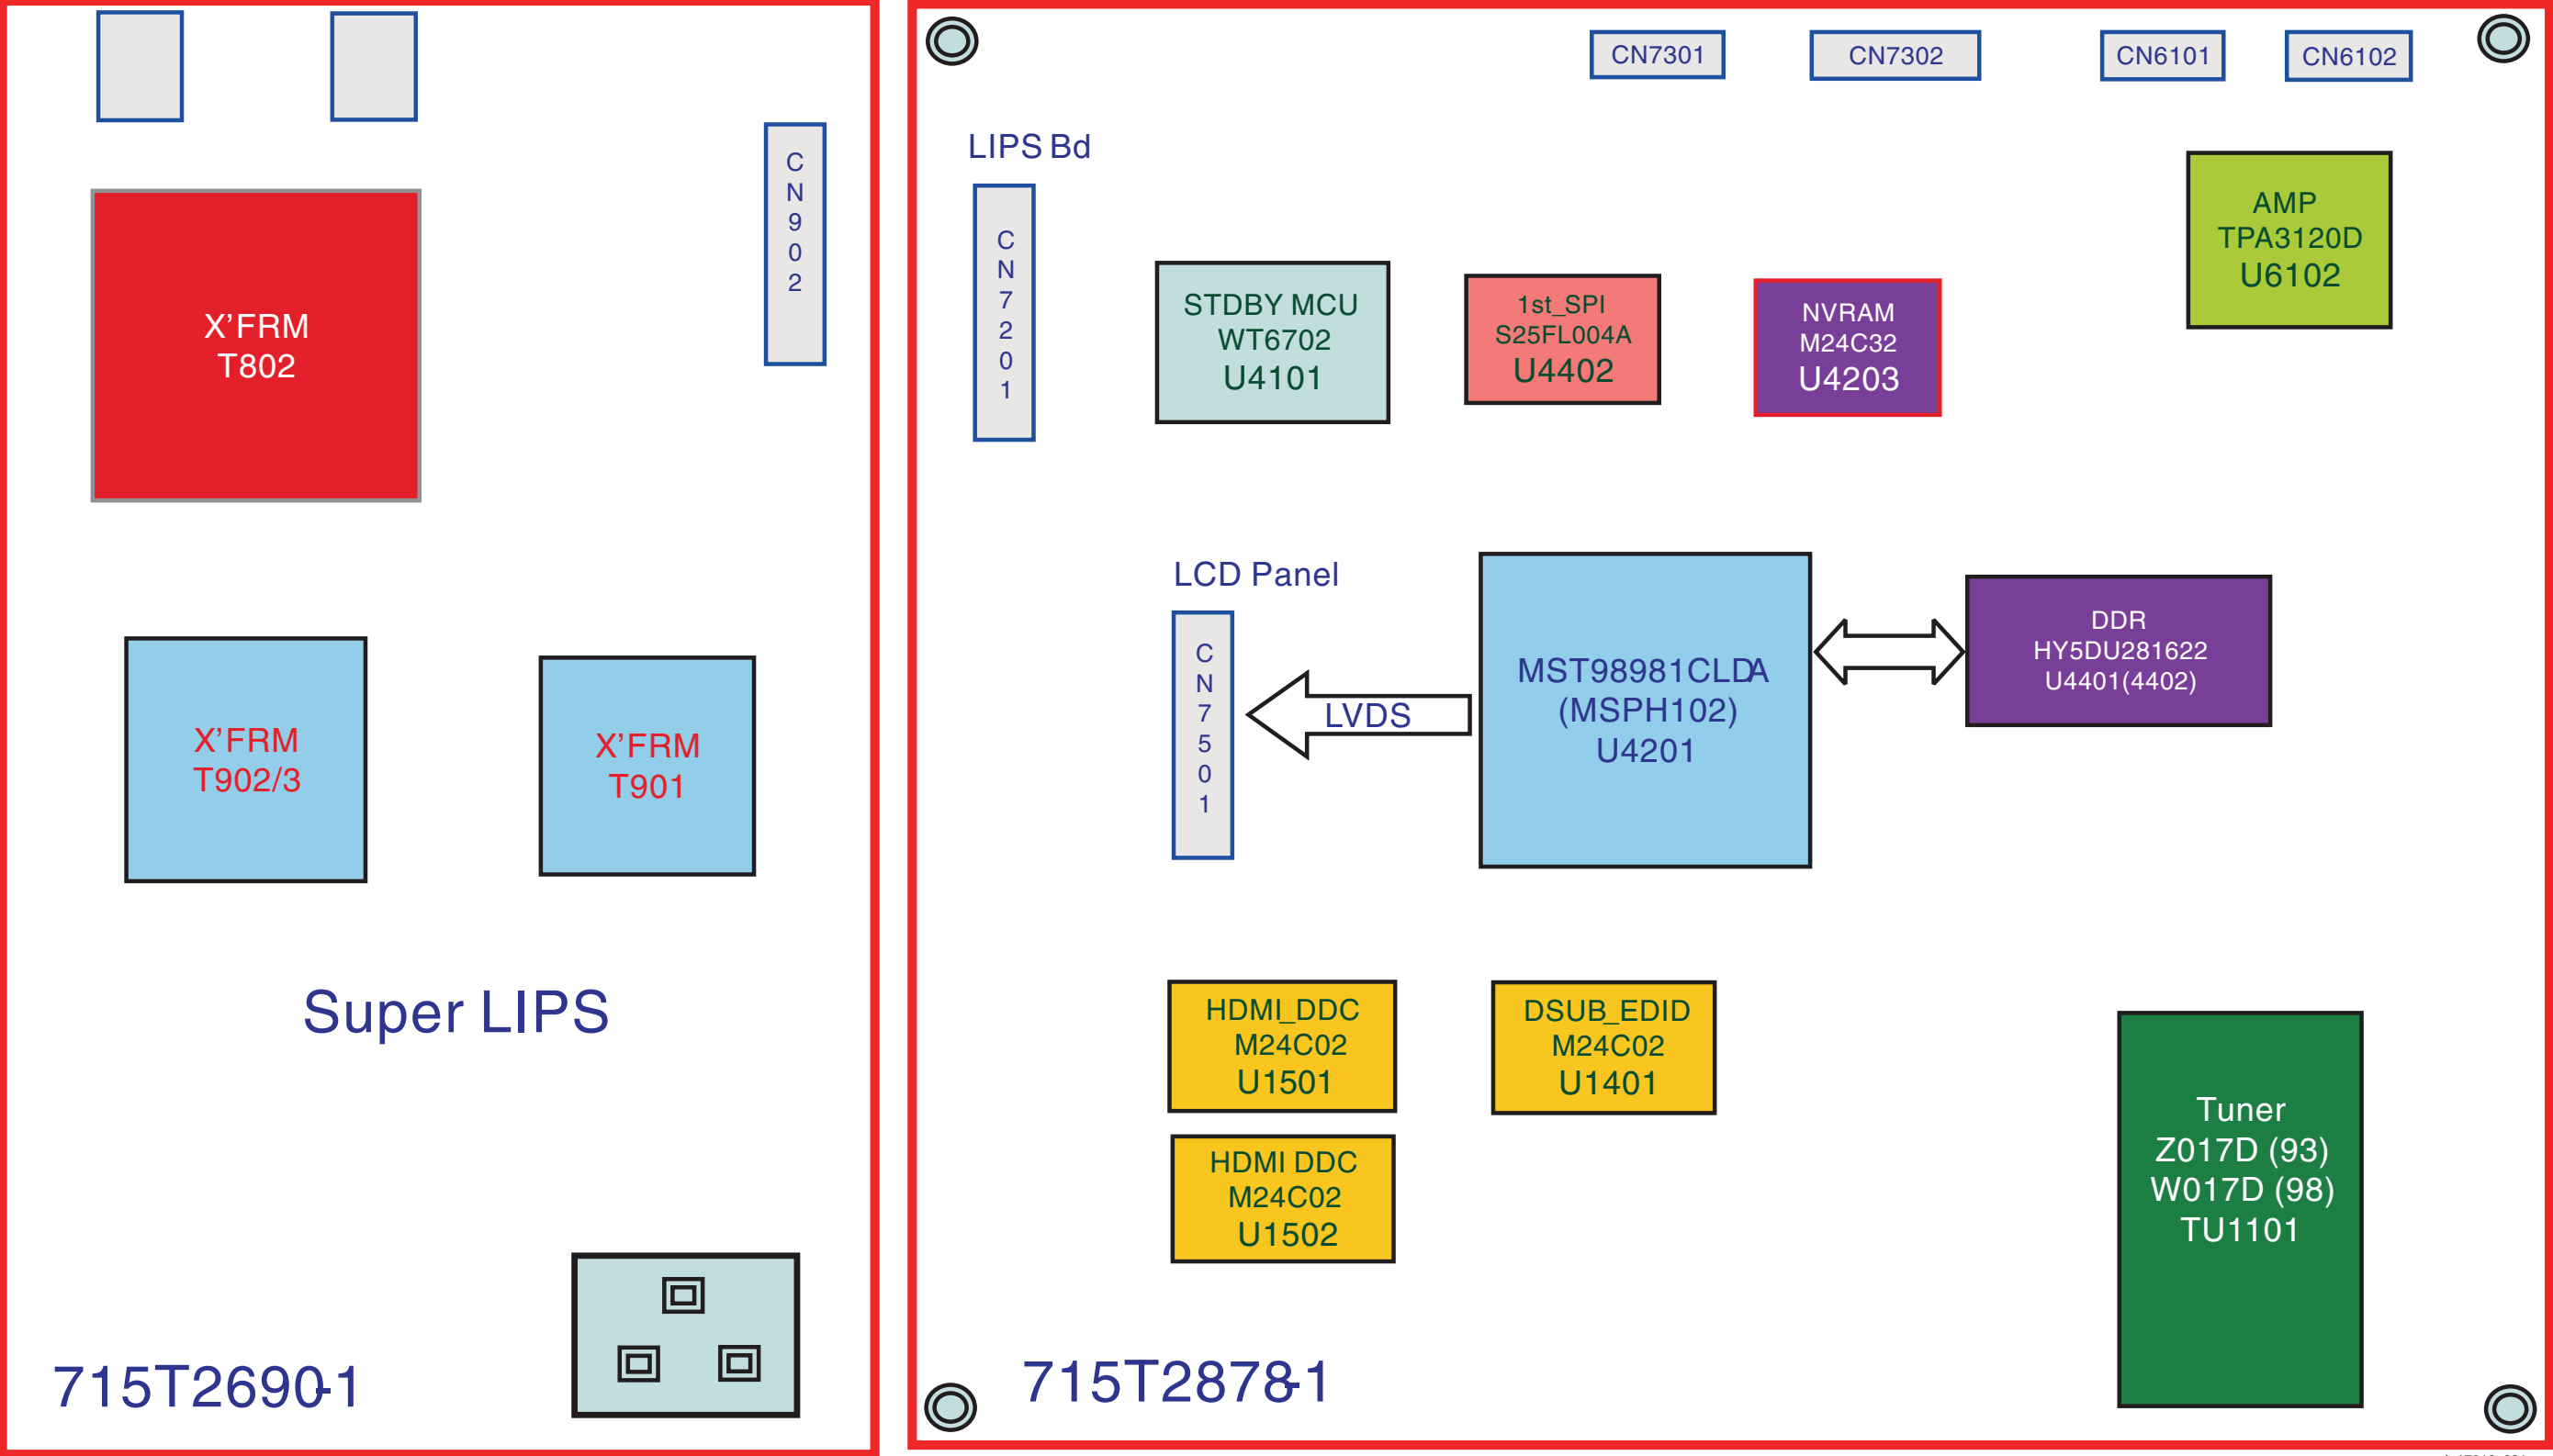 C
N
9
0
2
X’FRM
T802
X’FRM
T902/3
X’FRM
T901
Super LIPS
715T2690-1
CN7301
CN7302
CN6101
CN6102
LIPS Bd
C
N
7
2
0
1
STDBY MCU
WT6702
U4101
1st_SPI
S25FL004A
U4402
NVRAM
M24C32
U4203
AMP
TPA3120D
U6102
LCD Panel
C
N
7
5
0
1
LVDS
MST98981CLDA
(MSPH102)
U4201
DDR
HY5DU281622
U4401(4402)
HDMI_DDC
M24C02
U1501
DSUB_EDID
M24C02
U1401
HDMI DDC
M24C02
U1502
Tuner
Z017D (93)
W017D (98)
TU1101
715T2878-1